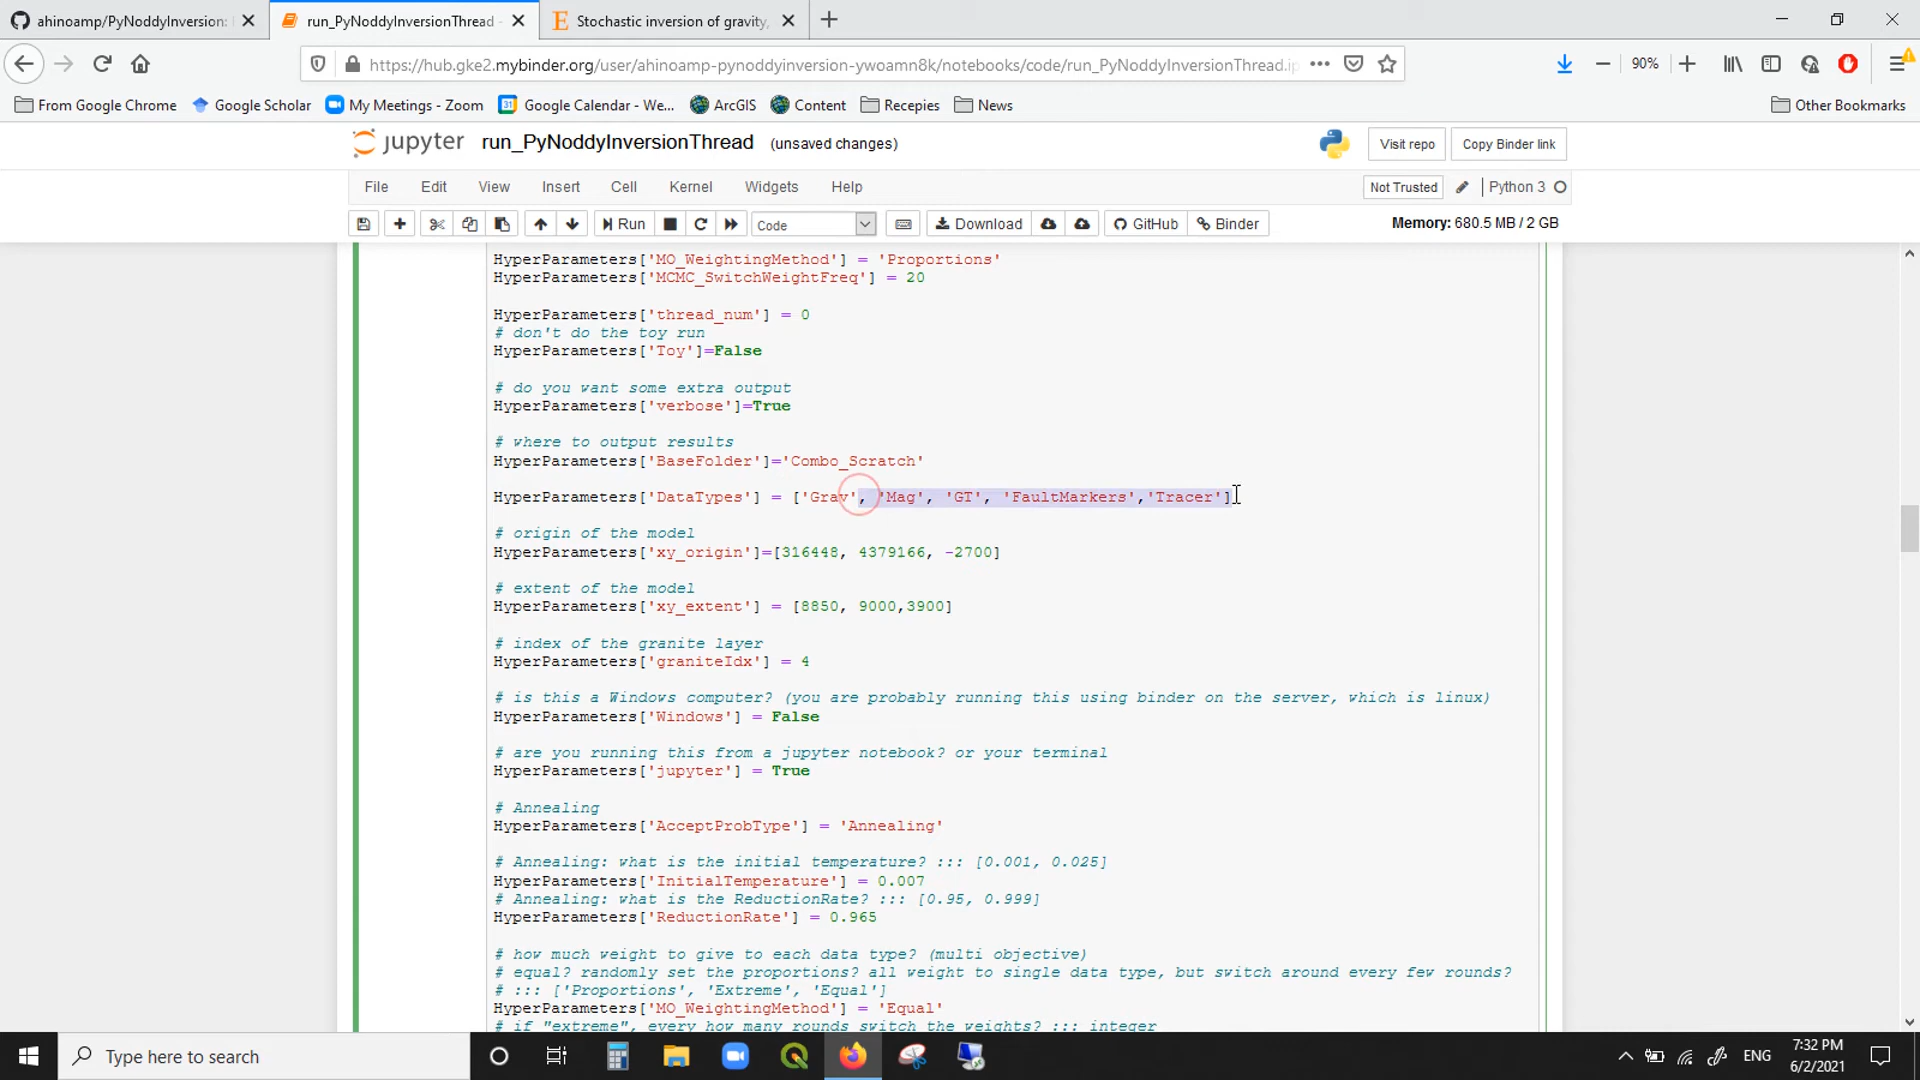 ahinoamp/PyNoddyInversion:
run_PyNoddyInversionThread -
Stochastic inversion of gravity,
https://hub.gke2.mybinder.org/user/ahinoamp-pynoddyinversion-ywoamn8k/notebooks/code/run_PyNoddyInversionThread.ip
90%
From Google Chrome
Google Scholar
My Meetings - Zoom
Google Calendar - We...
ArcGIS
Content
Recepies
News
Other Bookmarks
jupyter
run_PyNoddyInversionThread
(unsaved changes)
Visit repo
Copy Binder link
File
Edit
View
Insert
Cell
Kernel
Widgets
Help
Not Trusted
Python 3
Run
Code
Download
GitHub
Binder
Memory: 680.5 MB / 2 GB
HyperParameters['MO_WeightingMethod'] = 'Proportions'
HyperParameters['MCMC_SwitchWeightFreq'] = 20
HyperParameters['thread_num'] = 0
# don't do the toy run
HyperParameters['Toy']=False
# do you want some extra output
HyperParameters['verbose']=True
# where to output results
HyperParameters['BaseFolder']='Combo_Scratch'
HyperParameters['DataTypes'] = ['Grav', 'Mag', 'GT', 'FaultMarkers','Tracer']
# origin of the model
HyperParameters['xy_origin']=[316448, 4379166, -2700]
# extent of the model
HyperParameters['xy_extent'] = [8850, 9000,3900]
# index of the granite layer
HyperParameters['graniteIdx'] = 4
# is this a Windows computer? (you are probably running this using binder on the server, which is linux)
HyperParameters['Windows'] = False
# are you running this from a jupyter notebook? or your terminal
HyperParameters['jupyter'] = True
# Annealing
HyperParameters['AcceptProbType'] = 'Annealing'
# Annealing: what is the initial temperature? ::: [0.001, 0.025]
HyperParameters['InitialTemperature'] = 0.007
# Annealing: what is the ReductionRate? ::: [0.95, 0.999]
HyperParameters['ReductionRate'] = 0.965
# how much weight to give to each data type? (multi objective)
# equal? randomly set the proportions? all weight to single data type, but switch around every few rounds?
# ::: ['Proportions', 'Extreme', 'Equal']
HyperParameters['MO_WeightingMethod'] = 'Equal'
# if "extreme", every how many rounds switch the weights? ::: integer
Type here to search
ENG
7:32 PM
6/2/2021